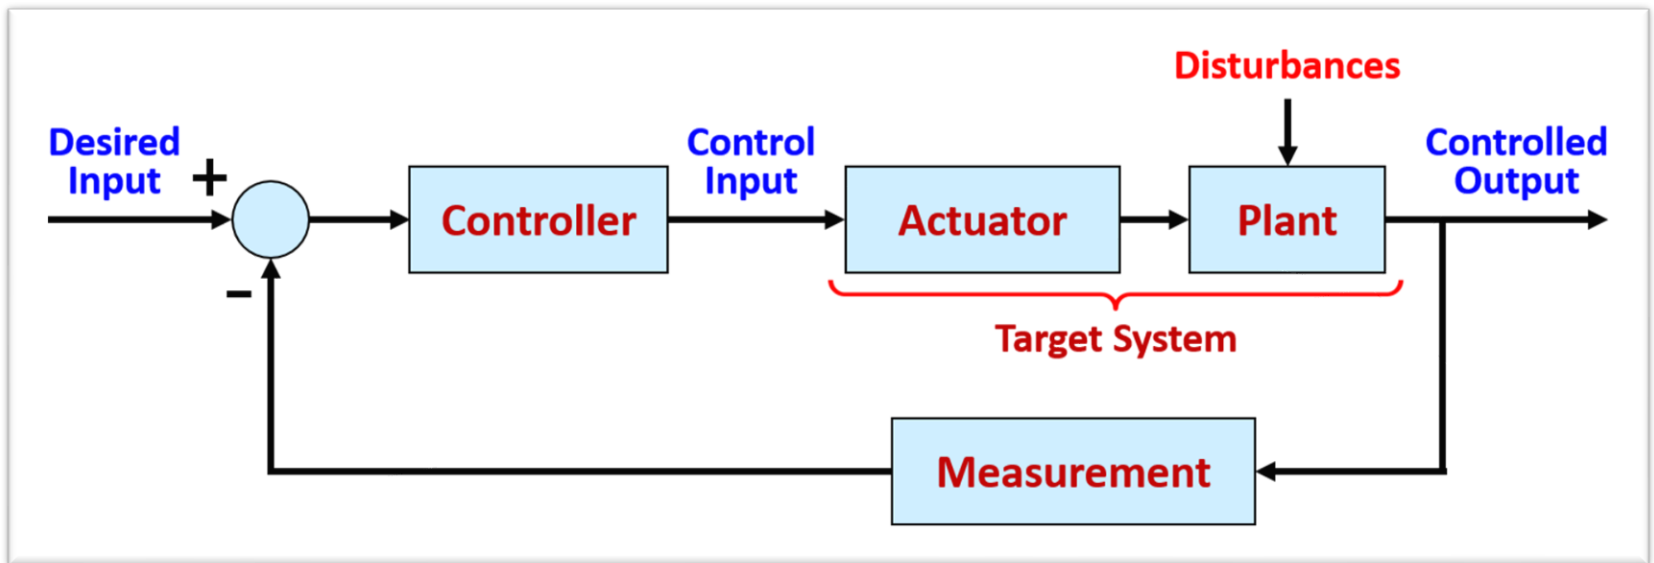 Disturbances
Desired
Input
+
Control
Input
Controlled
Output
Controller
Actuator
Plant
−
Target System
Measurement